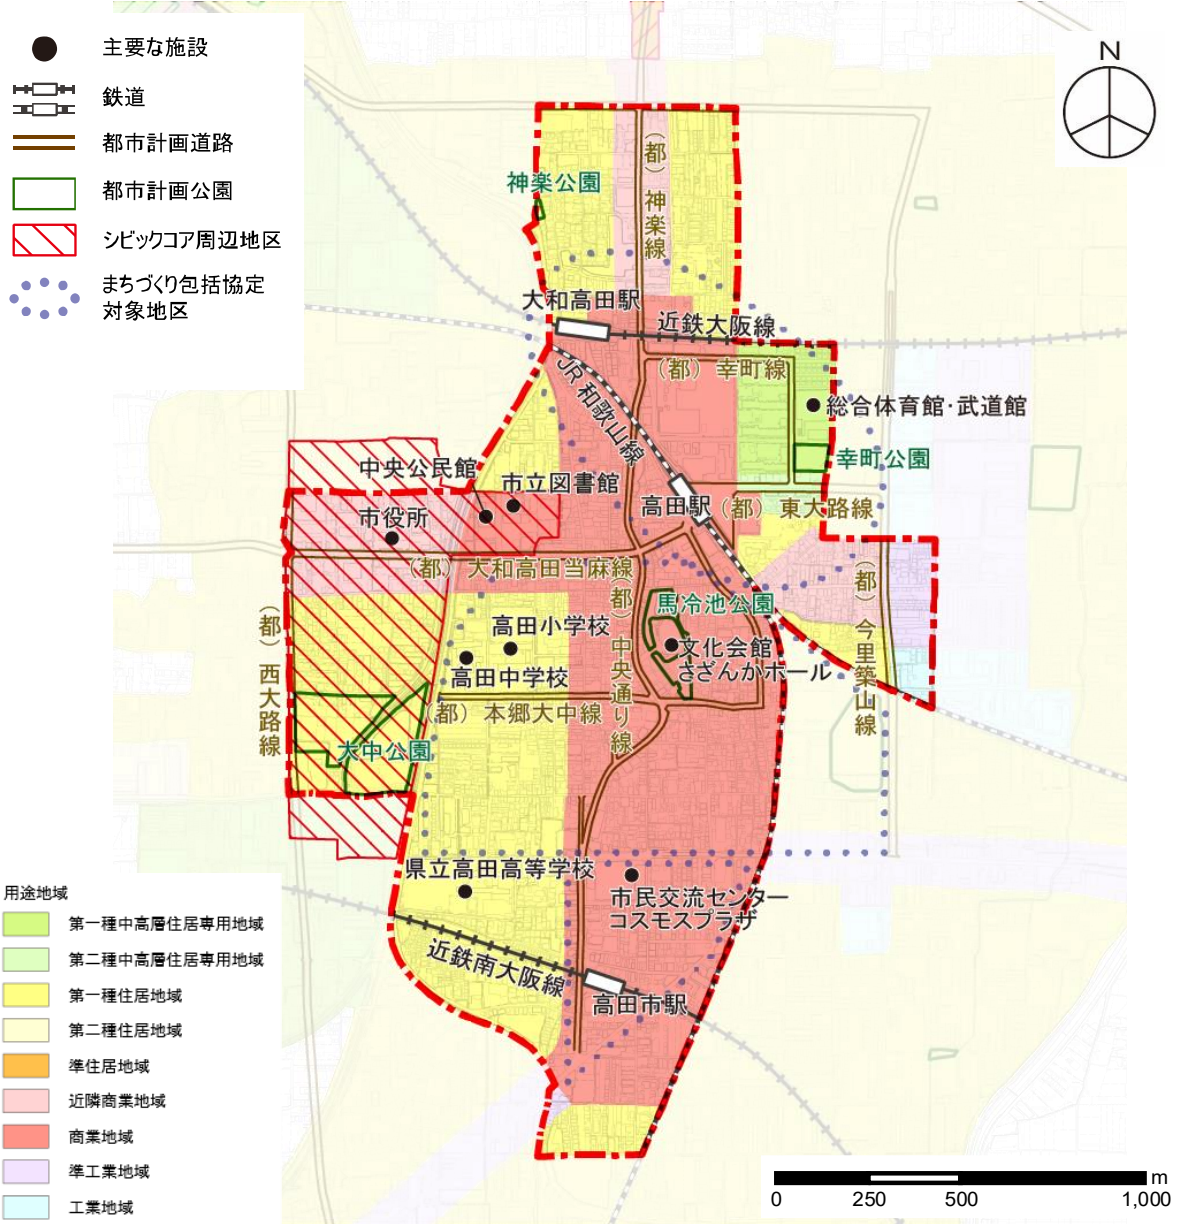 主要な施設
鉄道
都市計画道路
都市計画公園
シビックコア周辺地区
まちづくり包括協定
対象地区
N
神楽公園
（都）神楽線
大和高田駅
近鉄大阪線
（都）幸町線
JR和歌山線
総合体育館・武道館
幸町公園
中央公民館
市立図書館
市役所
高田駅
（都）東大路線
（都）大和高田当麻線
（都）中央通り線
馬冷池公園
（都）今里築山線
（都）西大路線
高田小学校
高田中学校
文化会館
さざんかホール
（都）本郷大中線
大中公園
県立高田高等学校
市民交流センター
コスモスプラザ
近鉄南大阪線
高田市駅
用途地域
第一種中高層住居専用地域
第二種中高層住居専用地域
第一種住居地域
第二種住居地域
準住居地域
近隣商業地域
商業地域
準工業地域
工業地域
m
0 250 500 1,000